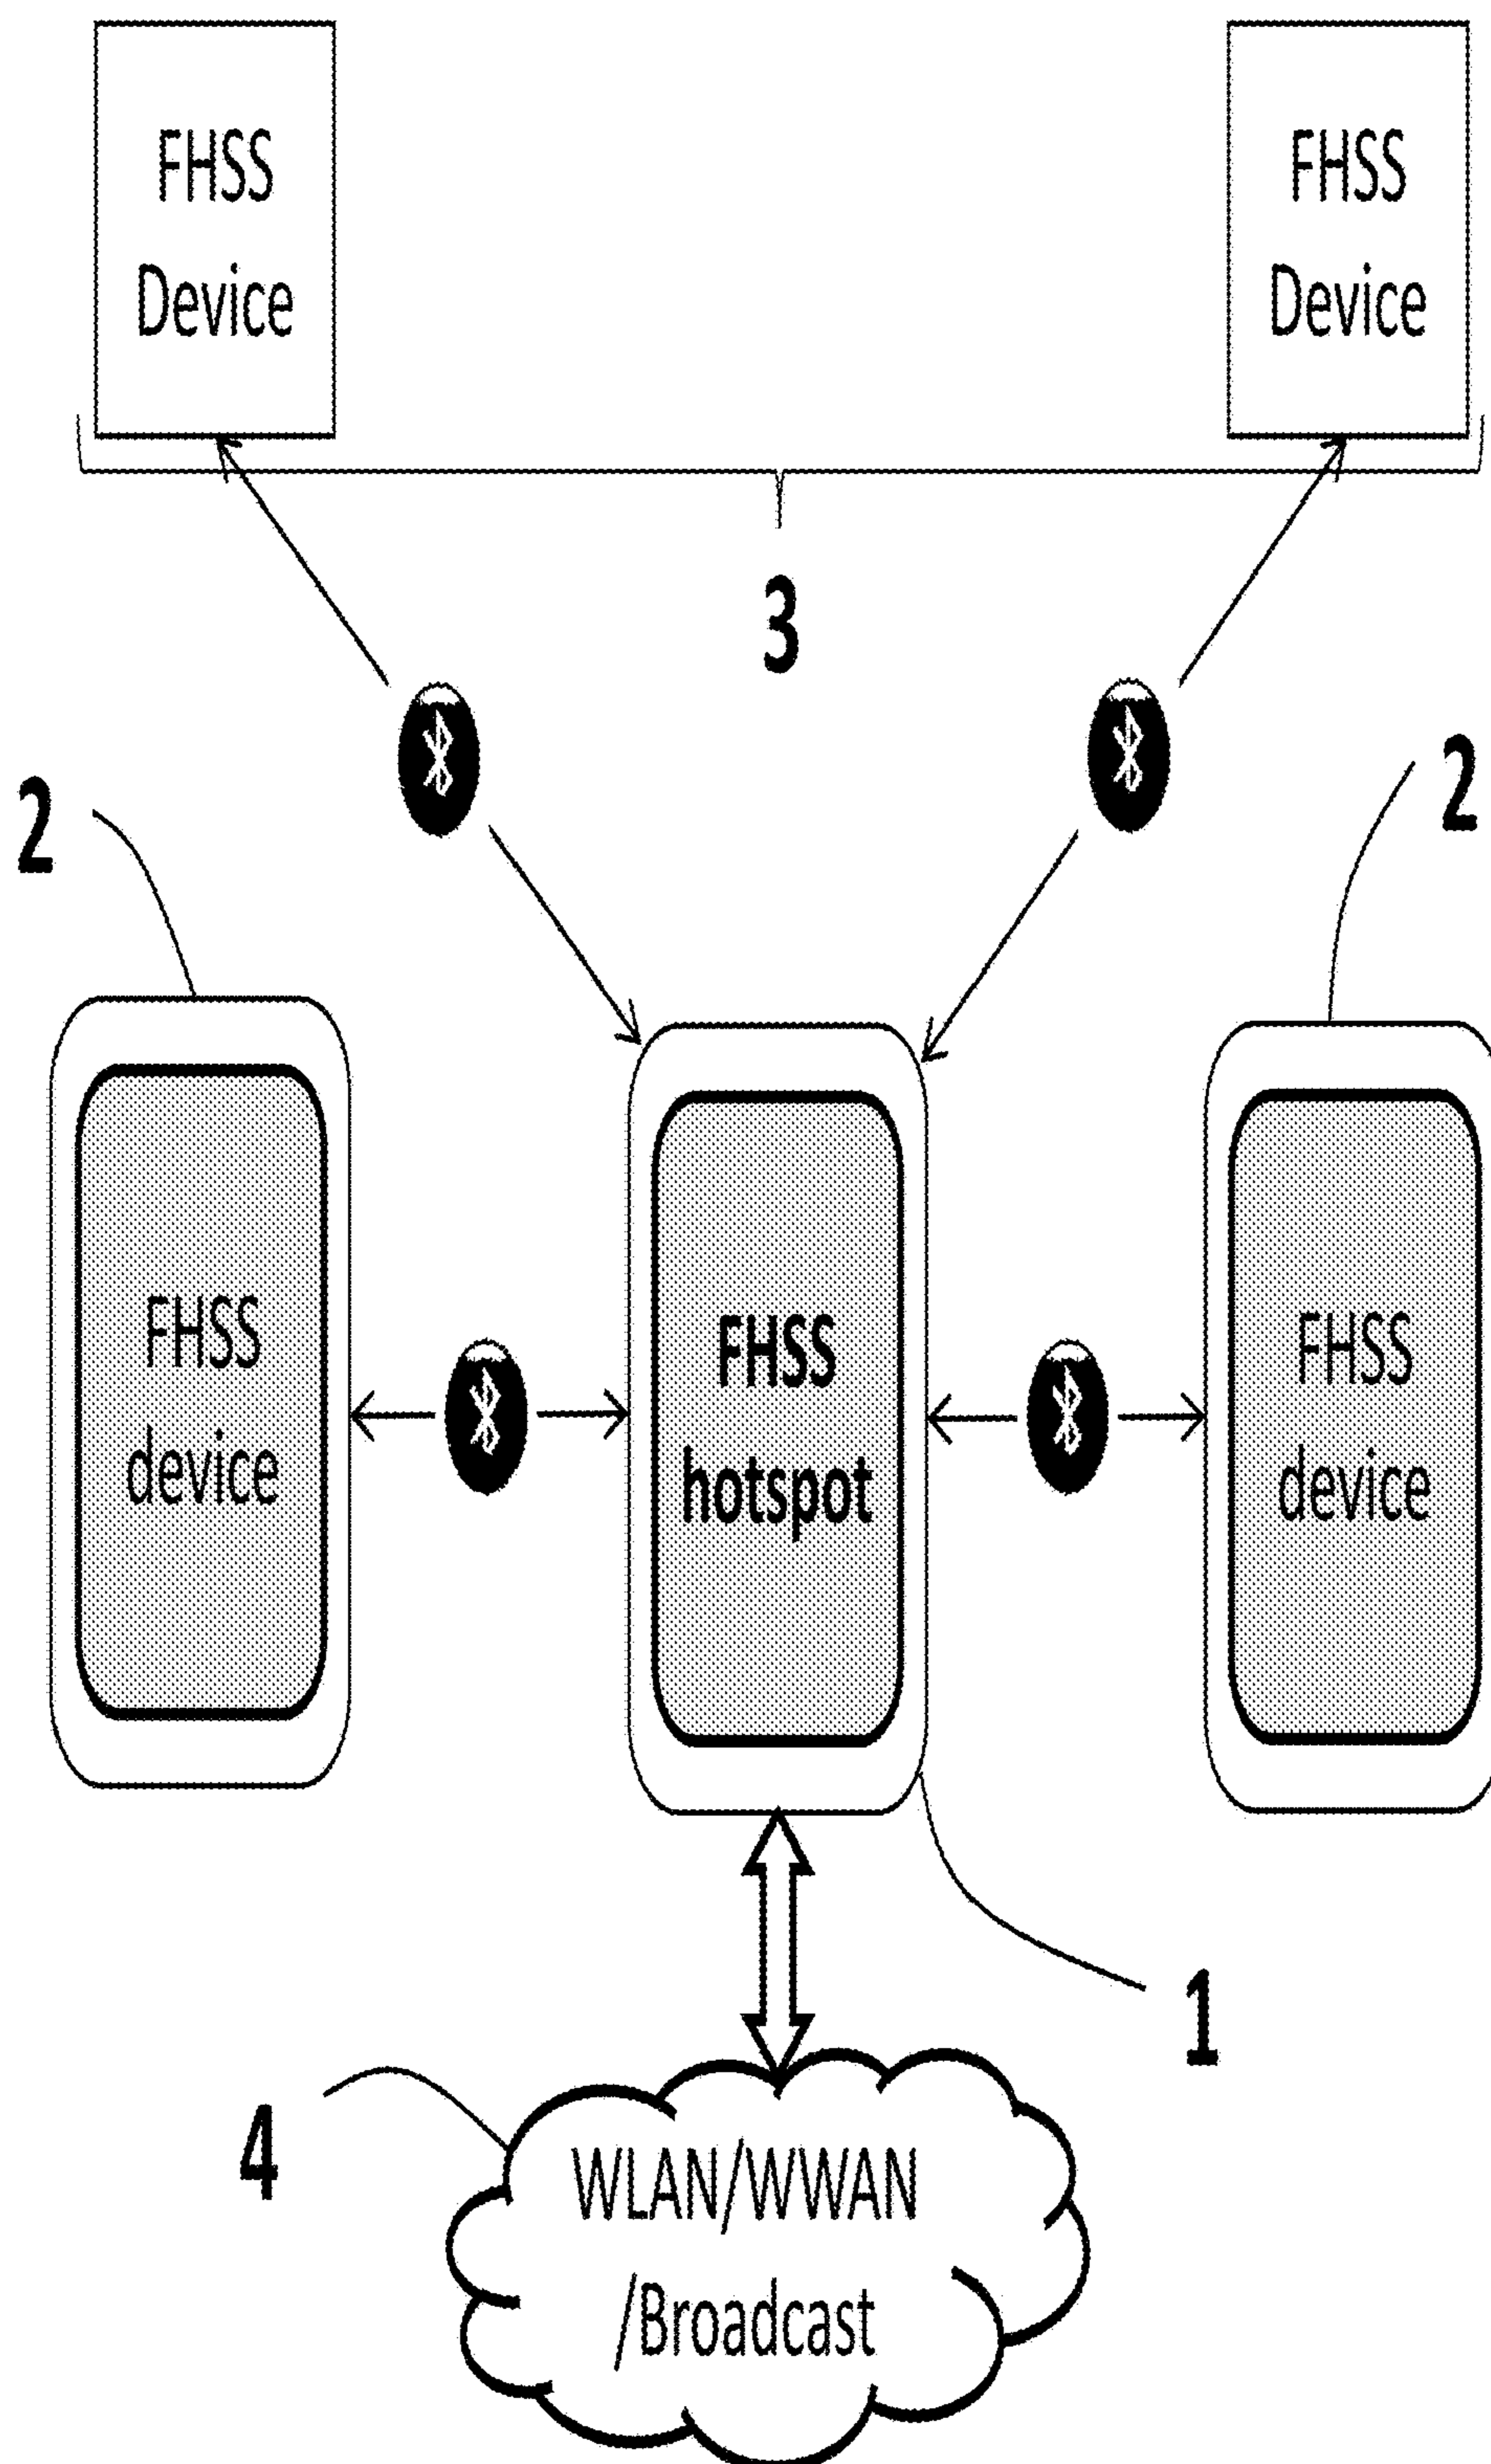 FHSS
Device
FHSS
Device
3
2
2
FHSS
device
FHSS
hotspot
FHSS
device
1
4
WLAN/WWAN
/Broadcast